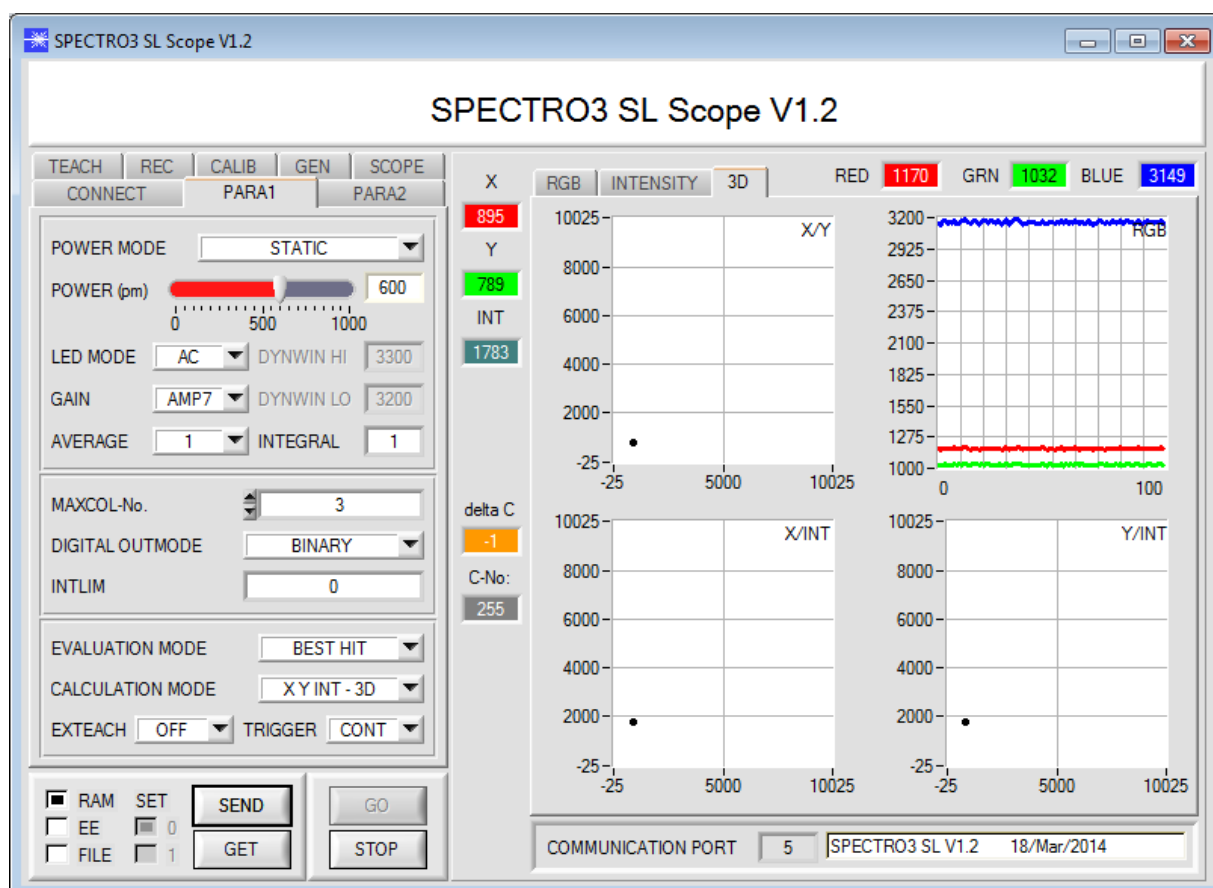 SPECTRO3 SL Scope V1.2
SPECTRO3 SL Scope V1.2
TEACH REC CALIB GEN SCOPE
CONNECT PARA1 PARA2
POWER MODE STATIC
POWER (pm) 600
0 500 1000
LED MODE AC DYNWIN HI 3300
GAIN AMP7 DYNWIN LO 3200
AVERAGE 1 INTEGRAL 1
MAXCOL-No. 3
DIGITAL OUTMODE BINARY
INTLIM 0
EVALUATION MODE BEST HIT
CALCULATION MODE X Y INT - 3D
EXTEACH OFF TRIGGER CONT
RAM SET SEND GO
EE 0
FILE 1 GET STOP
X
895
Y
789
INT
1783
delta C
-1
C-No:
255
RGB INTENSITY 3D RED 1170 GRN 1032 BLUE 3149
X/Y
10025
8000
6000
4000
2000
-25
-25 5000 10025
RGB
3200
2925
2650
2375
2100
1825
1550
1275
1000
0 100
X/INT
10025
8000
6000
4000
2000
-25
-25 5000 10025
Y/INT
10025
8000
6000
4000
2000
-25
-25 5000 10025
COMMUNICATION PORT 5 SPECTRO3 SL V1.2 18/Mar/2014